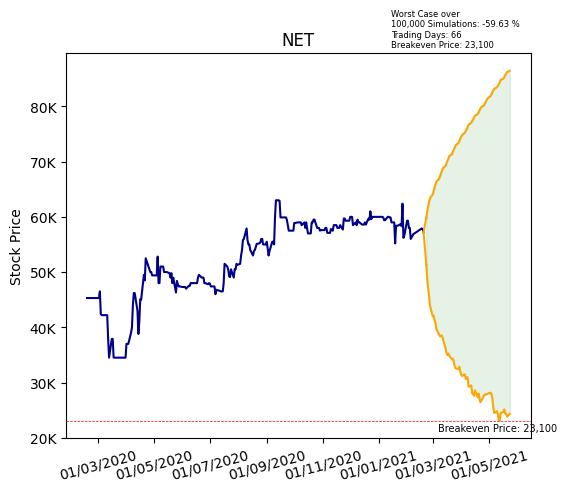 Worst Case over
100,000 Simulations: -59.63 %
Trading Days: 66
Breakeven Price: 23,100
NET
Stock Price
80K
70K
60K
50K
40K
30K
20K
Breakeven Price: 23,100
01/03/2020
01/05/2020
01/07/2020
01/09/2020
01/11/2020
01/01/2021
01/03/2021
01/05/2021